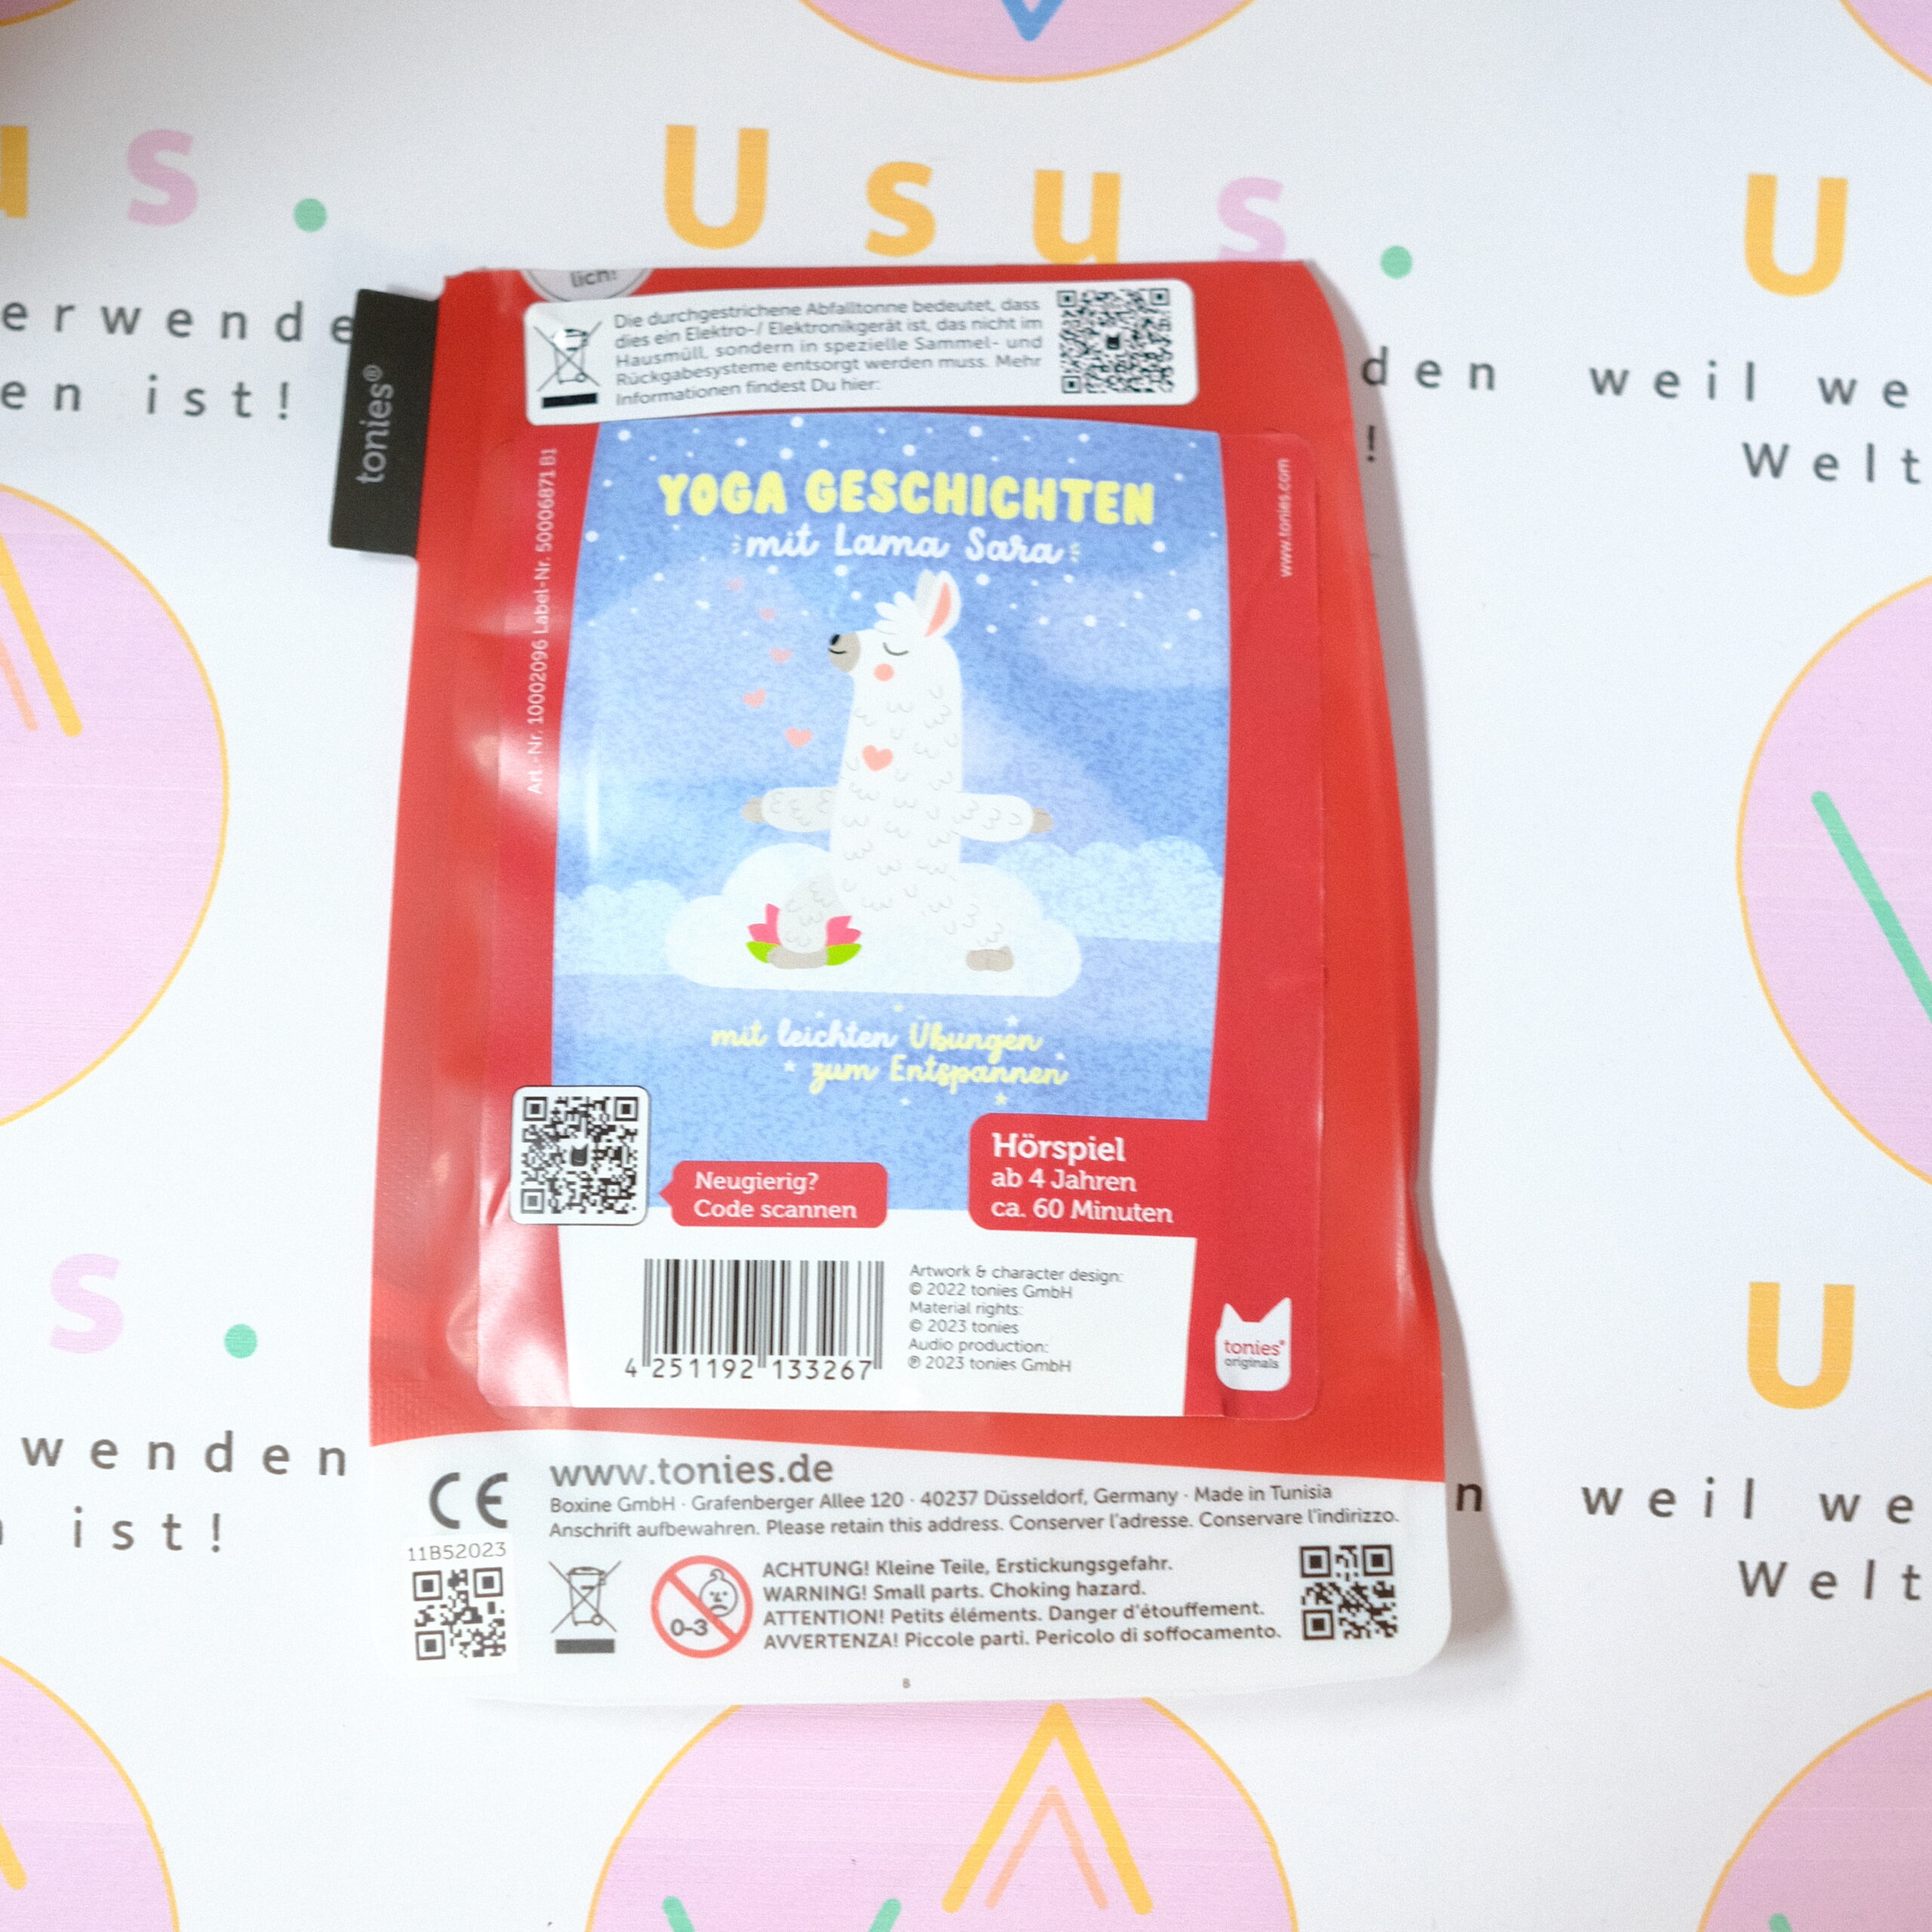 u s .
U s u s .
U
erwende
en ist!
den weil we
!
Welt
tonies®
lich!
Die durchgestrichene Abfalltonne bedeutet, dass
dies ein Elektro-/ Elektronikgerät ist, das nicht im
Hausmüll, sondern in spezielle Sammel- und
Rückgabesysteme entsorgt werden muss. Mehr
Informationen findest Du hier:
Art.-Nr. 10002096 Label-Nr. 50006871 B1
www.tonies.com
YOGA GESCHICHTEN
mit Lama Sara
mit leichten Übungen
zum Entspannen
Neugierig?
Code scannen
Hörspiel
ab 4 Jahren
ca. 60 Minuten
4 251192 133267
Artwork & character design:
© 2022 tonies GmbH
Material rights:
© 2023 tonies
Audio production:
℗ 2023 tonies GmbH
tonies®
originals
s .
U
wenden
ist!
n weil we
Welt
CE
www.tonies.de
Boxine GmbH · Grafenberger Allee 120 · 40237 Düsseldorf, Germany · Made in Tunisia
Anschrift aufbewahren. Please retain this address. Conserver l'adresse. Conservare l'indirizzo.
11B52023
0-3
ACHTUNG! Kleine Teile, Erstickungsgefahr.
WARNING! Small parts. Choking hazard.
ATTENTION! Petits éléments. Danger d'étouffement.
AVVERTENZA! Piccole parti. Pericolo di soffocamento.
B